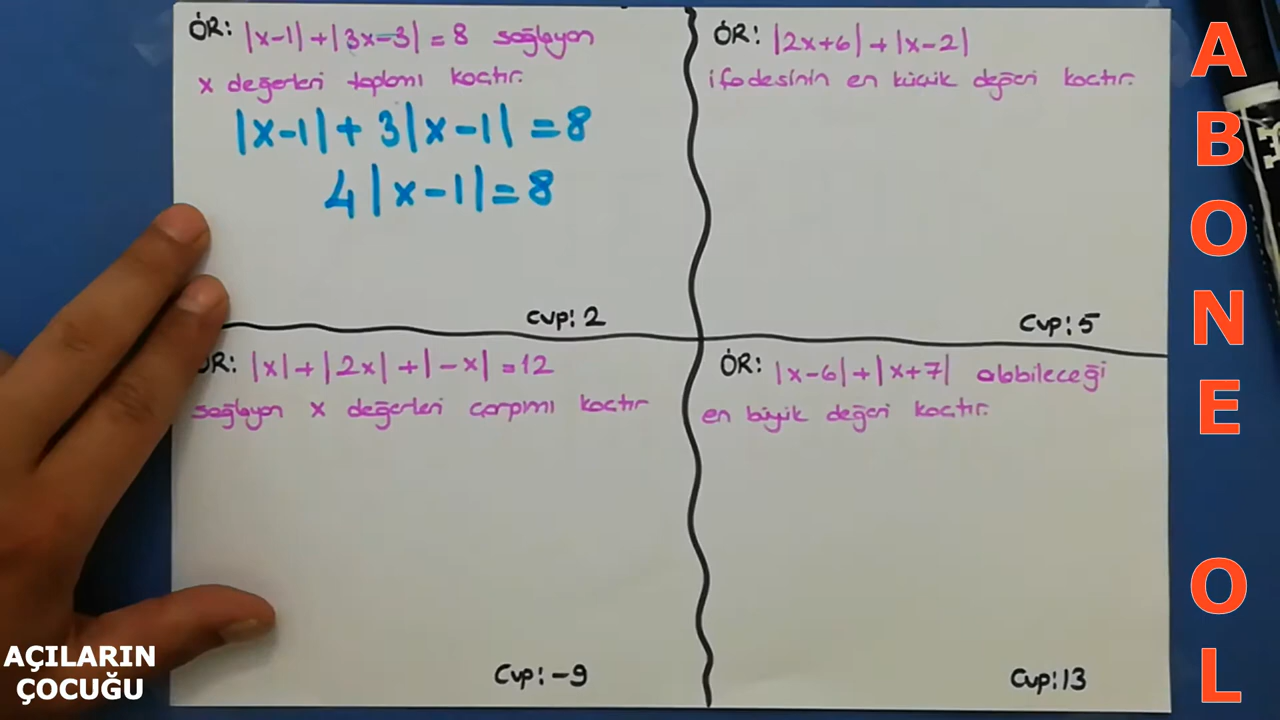 ÖR: |x-1|+|3x-3| = 8 sağlayan
x değerleri toplamı kaçtır.
|x-1|+ 3|x-1| = 8
4|x-1| = 8
Cvp: 2
ÖR: |2x+6|+|x-2|
ifadesinin en küçük değeri kaçtır.
Cvp: 5
ÖR: |x|+|2x|+|-x| = 12
sağlayan x değerleri çarpımı kaçtır
Cvp: -9
ÖR: |x-6|+|x+7| alabileceği
en büyük değeri kaçtır.
Cvp: 13
ABONE OL
AÇILARIN
ÇOCUĞU